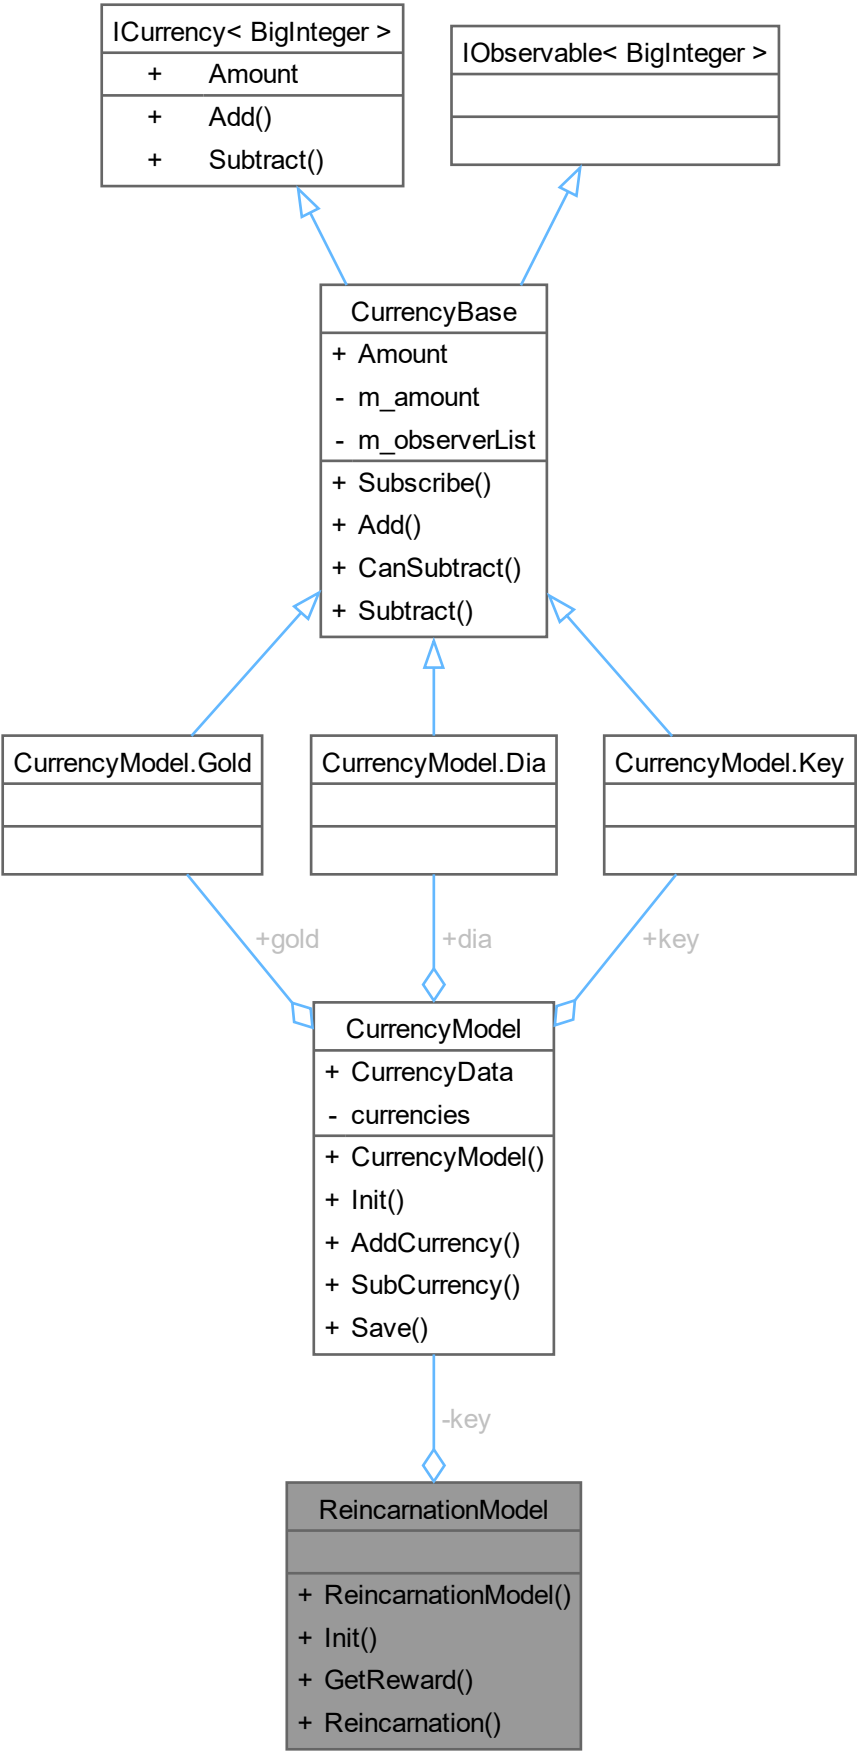 ICurrency< BigInteger >
+ Amount
+ Add()
+ Subtract()
IObservable< BigInteger >
CurrencyBase
+ Amount
- m_amount
- m_observerList
+ Subscribe()
+ Add()
+ CanSubtract()
+ Subtract()
CurrencyModel.Gold
CurrencyModel.Dia
CurrencyModel.Key
+gold
+dia
+key
CurrencyModel
+ CurrencyData
- currencies
+ CurrencyModel()
+ Init()
+ AddCurrency()
+ SubCurrency()
+ Save()
-key
ReincarnationModel
+ ReincarnationModel()
+ Init()
+ GetReward()
+ Reincarnation()